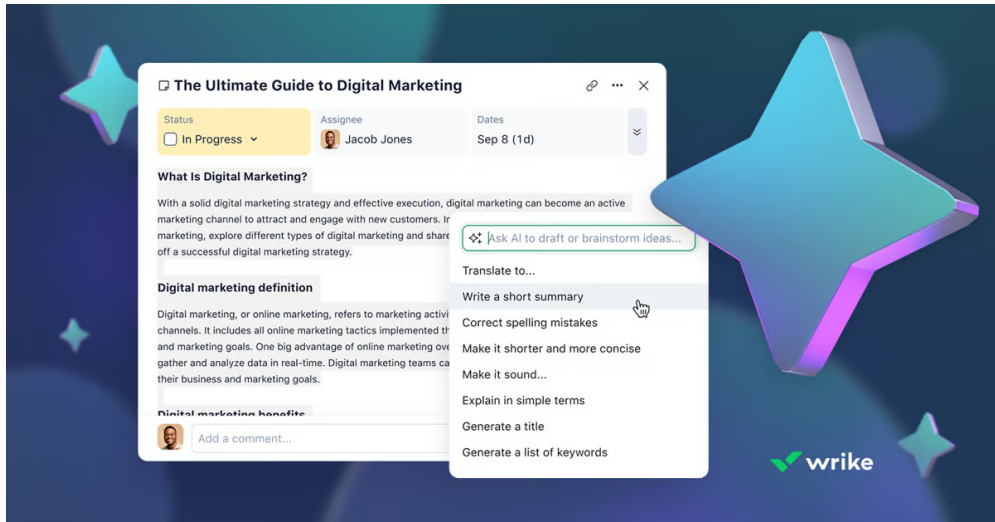 The Ultimate Guide to Digital Marketing
Status
In Progress
Assignee
Jacob Jones
Dates
Sep 8 (1d)
What Is Digital Marketing?
With a solid digital marketing strategy and effective execution, digital marketing can become an active
marketing channel to attract and engage with new customers. In
marketing, explore different types of digital marketing and share
off a successful digital marketing strategy.
Digital marketing definition
Digital marketing, or online marketing, refers to marketing activi
channels. It includes all online marketing tactics implemented th
and marketing goals. One big advantage of online marketing ove
gather and analyze data in real-time. Digital marketing teams ca
their business and marketing goals.
Digital marketing benefits
Add a comment...
Ask AI to draft or brainstorm ideas...
Translate to...
Write a short summary
Correct spelling mistakes
Make it shorter and more concise
Make it sound...
Explain in simple terms
Generate a title
Generate a list of keywords
wrike